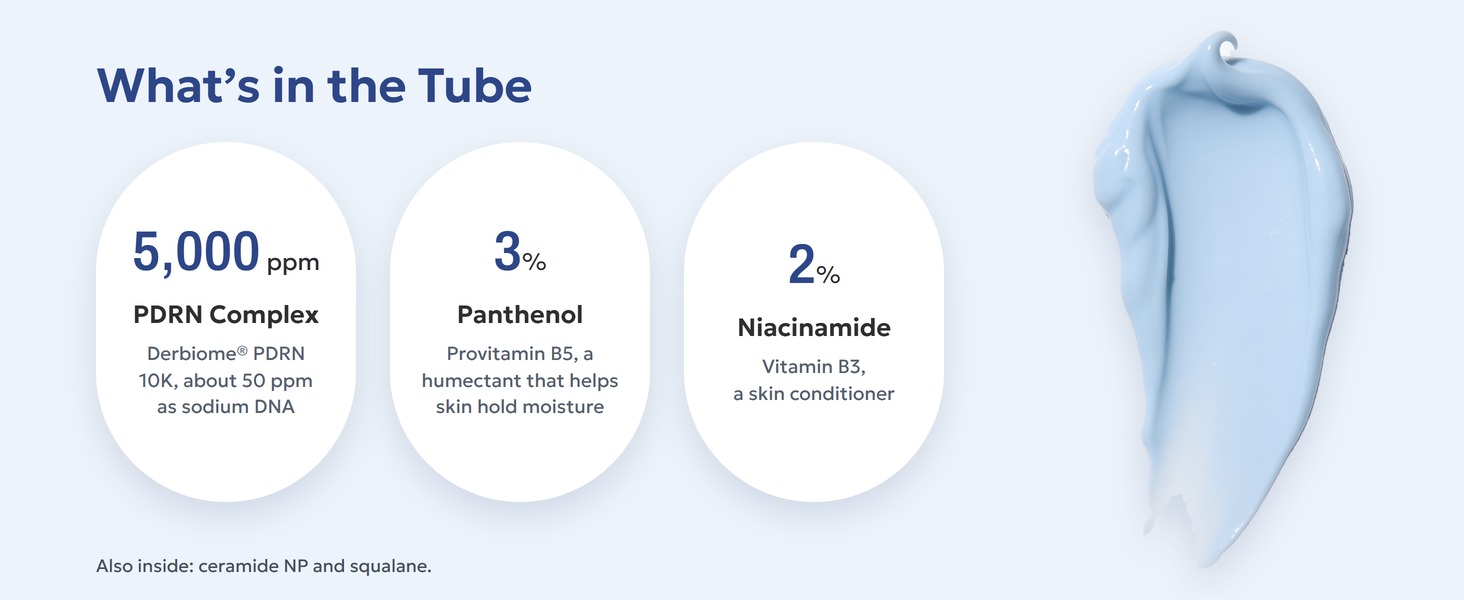 What’s in the Tube
5,000 ppm
PDRN Complex
Derbiome® PDRN
10K, about 50 ppm
as sodium DNA
3%
Panthenol
Provitamin B5, a
humectant that helps
skin hold moisture
2%
Niacinamide
Vitamin B3,
a skin conditioner
Also inside: ceramide NP and squalane.